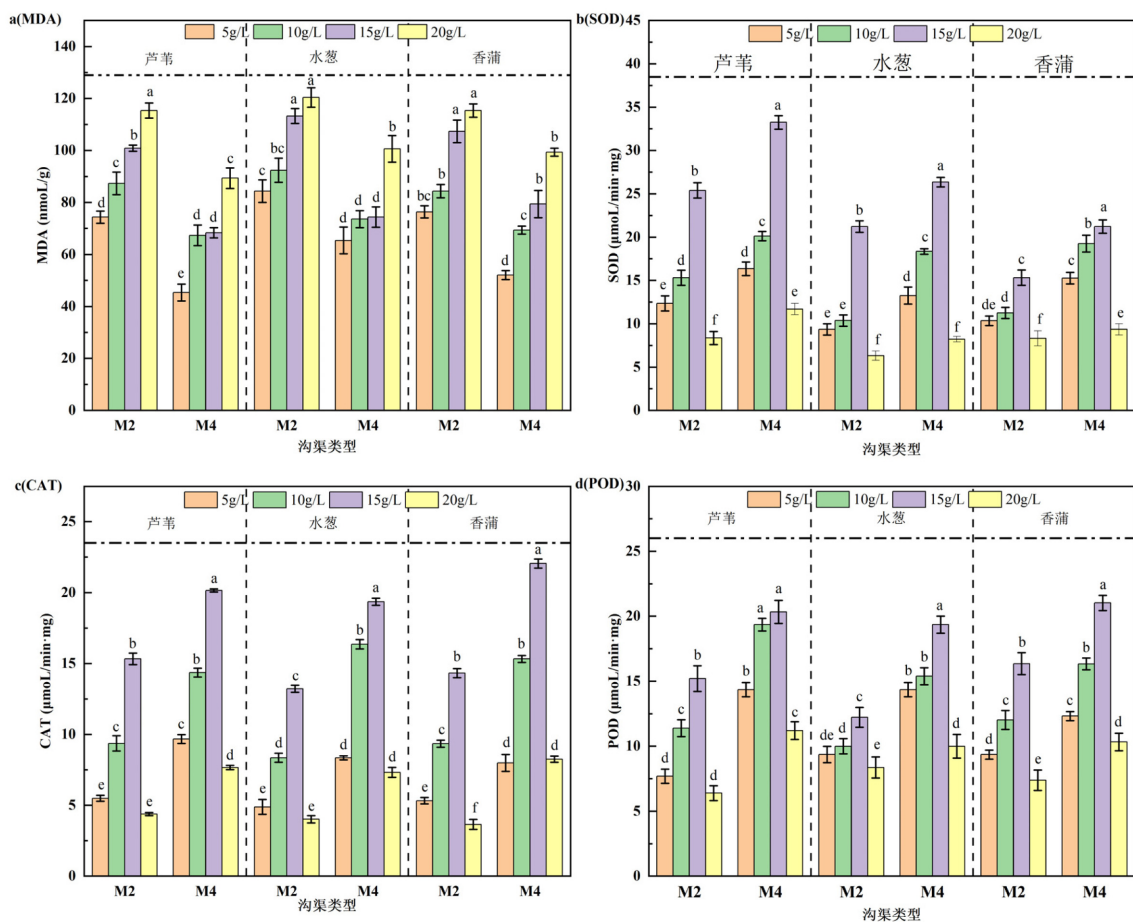 a(MDA)
5g/L 10g/L 15g/L 20g/L
芦苇 水葱 香蒲
140
120
100
80
60
40
20
0
MDA (nmoL/g)
d c b a e d d c c bc a a d d d b bc b a a d c b b
M2 M4 M2 M4 M2 M4
沟渠类型
b(SOD)
5g/L 10g/L 15g/L 20g/L
芦苇 水葱 香蒲
45
40
35
30
25
20
15
10
5
0
SOD (μmoL/min·mg)
e d b f d c a e e e b f d c a f de d c f c b a e
M2 M4 M2 M4 M2 M4
沟渠类型
c(CAT)
5g/L 10g/L 15g/L 20g/L
芦苇 水葱 香蒲
25
20
15
10
5
0
CAT (μmoL/min·mg)
e c b e c b a d e d c e d b a d e c b f d b a d
M2 M4 M2 M4 M2 M4
沟渠类型
d(POD)
5g/L 10g/L 15g/L 20g/L
芦苇 水葱 香蒲
30
25
20
15
10
5
0
POD (μmoL/min·mg)
d c b d b a a c de d c e b b a d d c b e c b a d
M2 M4 M2 M4 M2 M4
沟渠类型